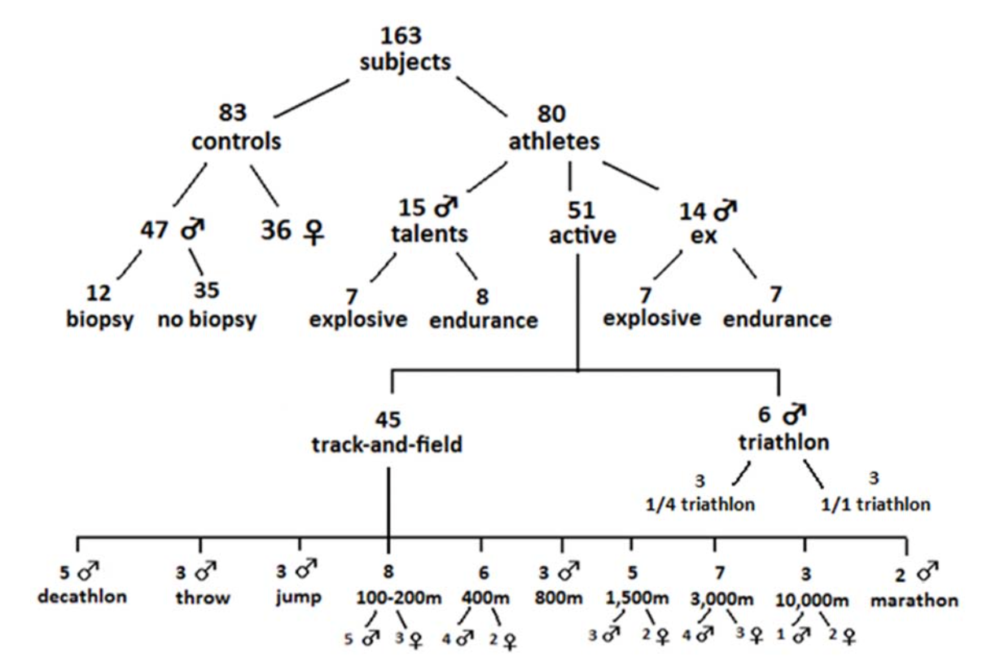 163
subjects
83
controls
80
athletes
47 ♂
36 ♀
15 ♂
talents
51
active
14 ♂
ex
12
biopsy
35
no biopsy
7
explosive
8
endurance
7
explosive
7
endurance
45
track-and-field
6 ♂
triathlon
3
1/4 triathlon
3
1/1 triathlon
5 ♂
decathlon
3 ♂
throw
3 ♂
jump
8
100-200m
5 ♂ 3 ♀
6
400m
4 ♂ 2 ♀
3 ♂
800m
5
1,500m
3 ♂ 2 ♀
7
3,000m
4 ♂ 3 ♀
3
10,000m
1 ♂ 2 ♀
2 ♂
marathon